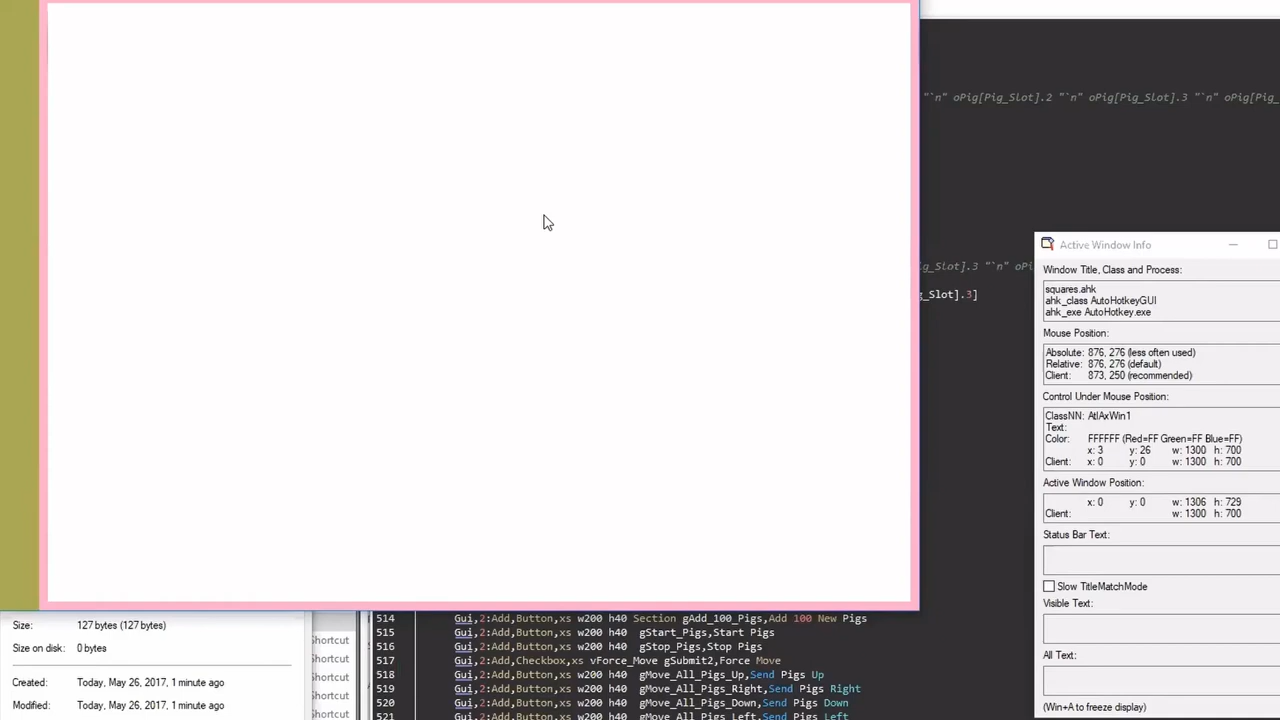 "`n" oPig[Pig_Slot].2 "`n" oPig[Pig_Slot].3 "`n" oPig[Pig_
g_Slot].3 "`n" oPi
g_Slot].3]
Active Window Info
Window Title, Class and Process:
squares.ahk
ahk_class AutoHotkeyGUI
ahk_exe AutoHotkey.exe
Mouse Position:
Absolute: 876, 276 (less often used)
Relative: 876, 276 (default)
Client: 873, 250 (recommended)
Control Under Mouse Position:
ClassNN: AtlAxWin1
Text:
Color: FFFFFF (Red=FF Green=FF Blue=FF)
x: 3 y: 26 w: 1300 h: 700
Client: x: 0 y: 0 w: 1300 h: 700
Active Window Position:
x: 0 y: 0 w: 1306 h: 729
Client: w: 1300 h: 700
Status Bar Text:
Slow TitleMatchMode
Visible Text:
All Text:
(Win+A to freeze display)
Size: 127 bytes (127 bytes)
Size on disk: 0 bytes
Created: Today, May 26, 2017, 1 minute ago
Modified: Today, May 26, 2017, 1 minute ago
Shortcut
Shortcut
Shortcut
Shortcut
Shortcut
514 Gui,2:Add,Button,xs w200 h40 Section gAdd_100_Pigs,Add 100 New Pigs
515 Gui,2:Add,Button,xs w200 h40 gStart_Pigs,Start Pigs
516 Gui,2:Add,Button,xs w200 h40 gStop_Pigs,Stop Pigs
517 Gui,2:Add,Checkbox,xs vForce_Move gSubmit2,Force Move
518 Gui,2:Add,Button,xs w200 h40 gMove_All_Pigs_Up,Send Pigs Up
519 Gui,2:Add,Button,xs w200 h40 gMove_All_Pigs_Right,Send Pigs Right
520 Gui,2:Add,Button,xs w200 h40 gMove_All_Pigs_Down,Send Pigs Down
521 Gui,2:Add,Button,xs w200 h40 gMove_All_Pigs_Left,Send Pigs Left